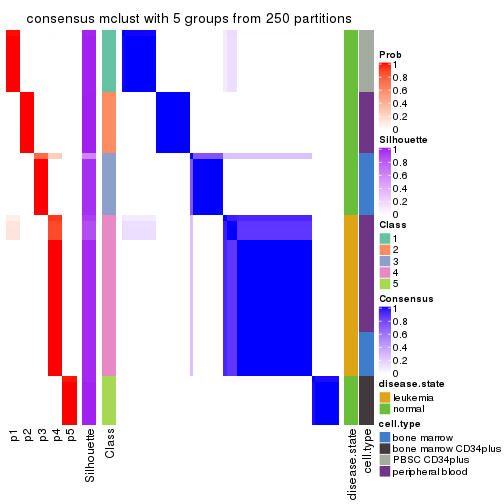 consensus mclust with 5 groups from 250 partitions
p1
p2
p3
p4
p5
Silhouette
Class
disease.state
cell.type
Prob
1
0.8
0.6
0.4
0.2
0
Silhouette
1
0.8
0.6
0.4
0.2
0
Class
1
2
3
4
5
Consensus
1
0.8
0.6
0.4
0.2
0
disease.state
leukemia
normal
cell.type
bone marrow
bone marrow CD34plus
PBSC CD34plus
peripheral blood